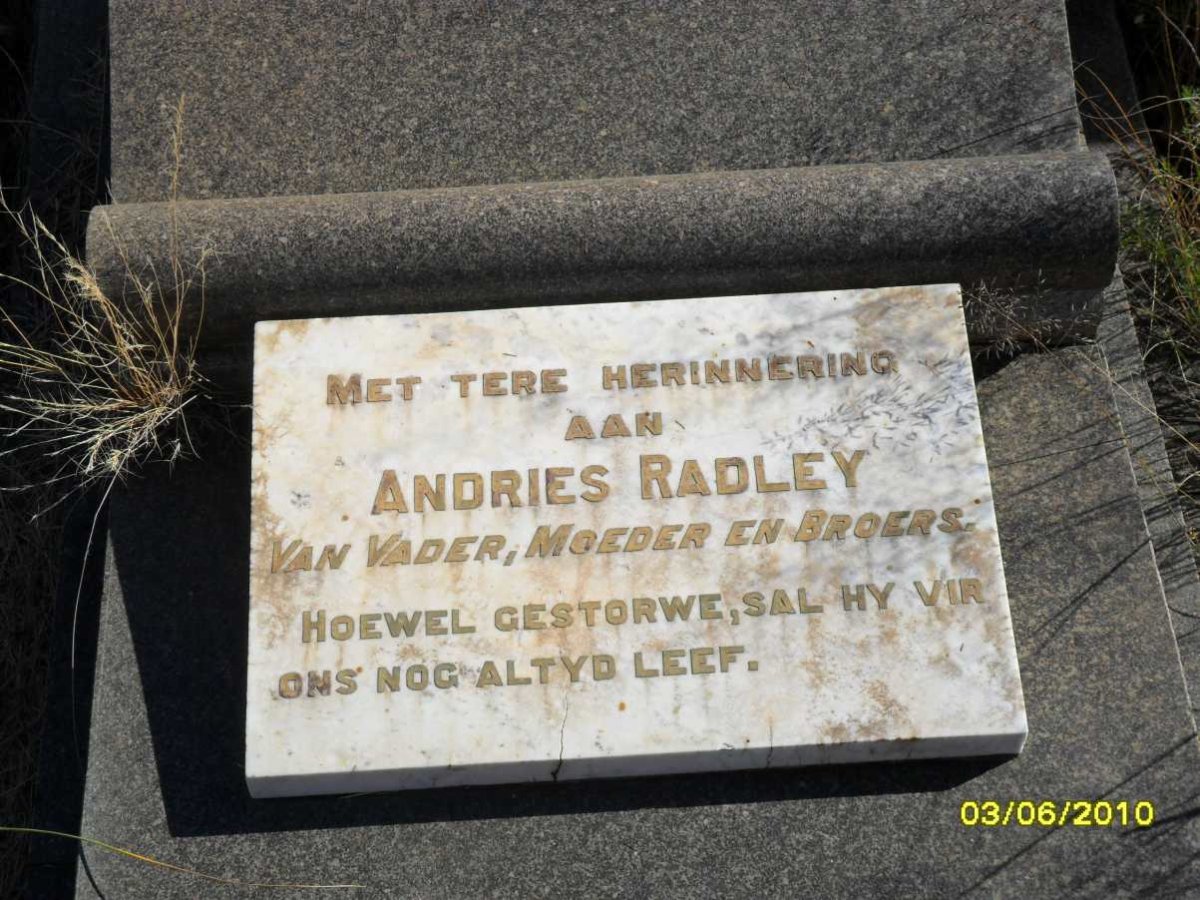 MET TERE HERINNERING
AAN
ANDRIES RADLEY
VAN VADER, MOEDER EN BROERS.
HOEWEL GESTORWE, SAL HY VIR
ONS NOG ALTYD LEEF.
03/06/2010